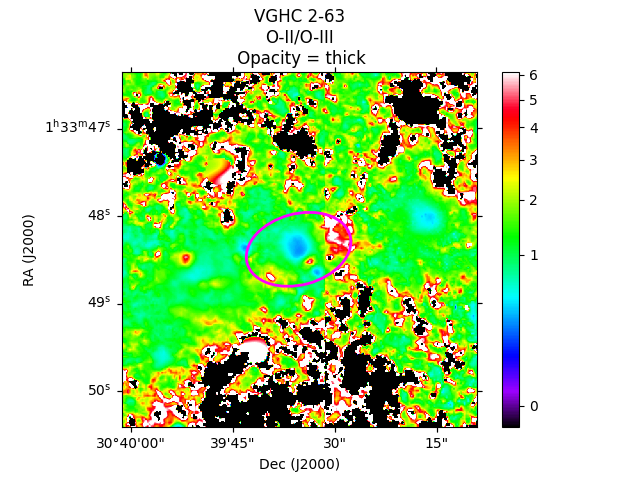 VGHC 2-63
O-II/O-III
Opacity = thick
1ʰ33ᵐ47ˢ
48ˢ
49ˢ
50ˢ
RA (J2000)
30°40'00"
39'45"
30"
15"
Dec (J2000)
6
5
4
3
2
1
0